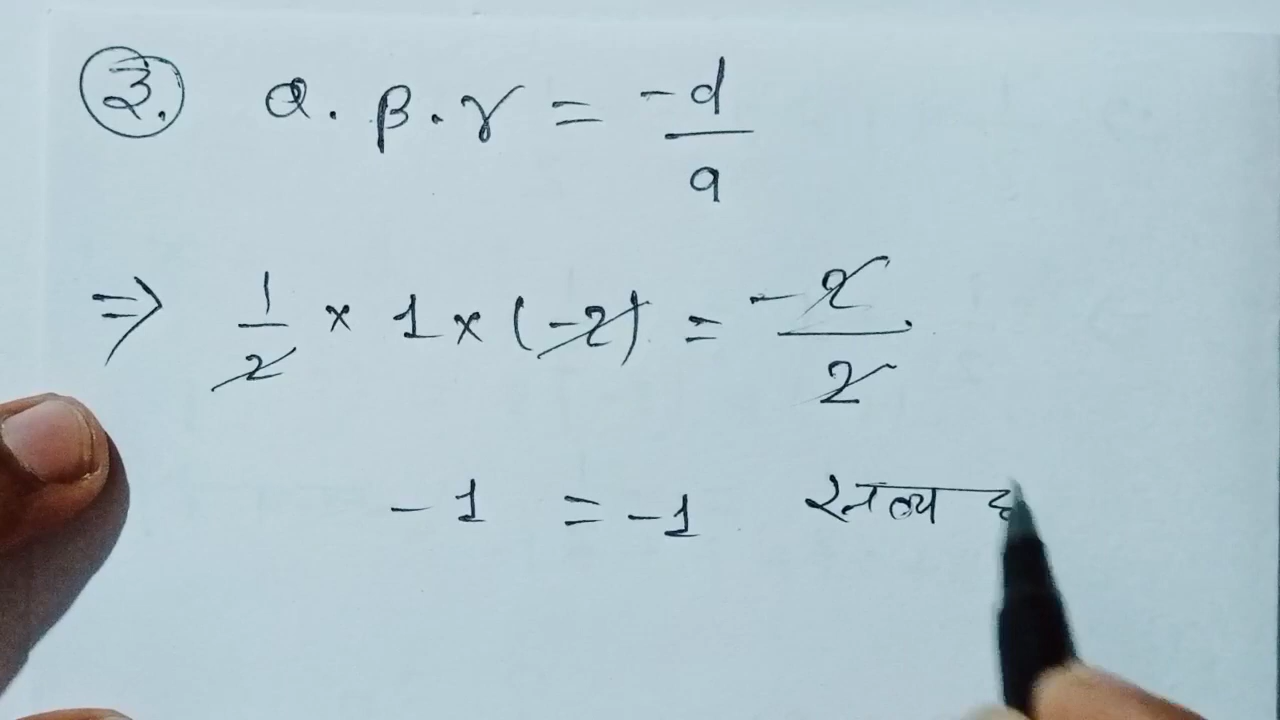 3. α . β . γ = -d/a
⇒ 1/2 × 1 × (-2) = -2/2
-1 = -1 सत्य